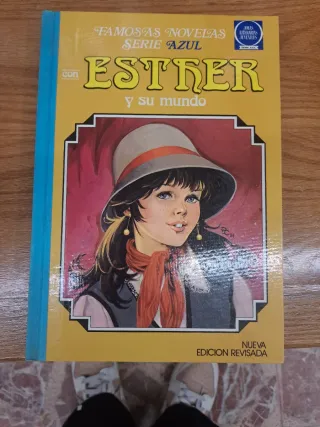 FAMOSAS NOVELAS
SERIE AZUL
con ESTHER
y su mundo
NUEVA
EDICION REVISADA